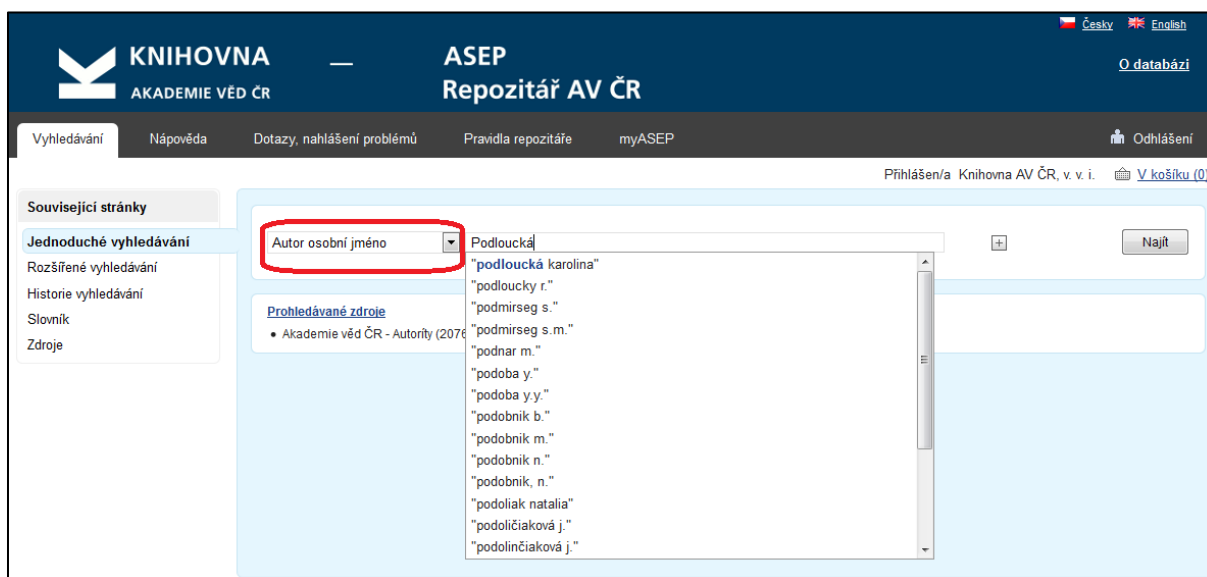 Česky English
KNIHOVNA — ASEP
AKADEMIE VĚD ČR Repozitář AV ČR
O databázi
Vyhledávání Nápověda Dotazy, nahlášení problémů Pravidla repozitáře myASEP Odhlášení
Přihlášen/a Knihovna AV ČR, v. v. i. V košíku (0)
Související stránky
Jednoduché vyhledávání
Rozšířené vyhledávání
Historie vyhledávání
Slovník
Zdroje
Autor osobní jméno Podloucká + Najít
"podloucká karolina"
"podloucky r."
"podmirseg s."
"podmirseg s.m."
"podnar m."
"podoba y."
"podoba y.y."
"podobnik b."
"podobnik m."
"podobnik n."
"podobnik, n."
"podoliak natalia"
"podoličiaková j."
"podolinčiaková j."
Prohledávané zdroje
• Akademie věd ČR - Autority (2076